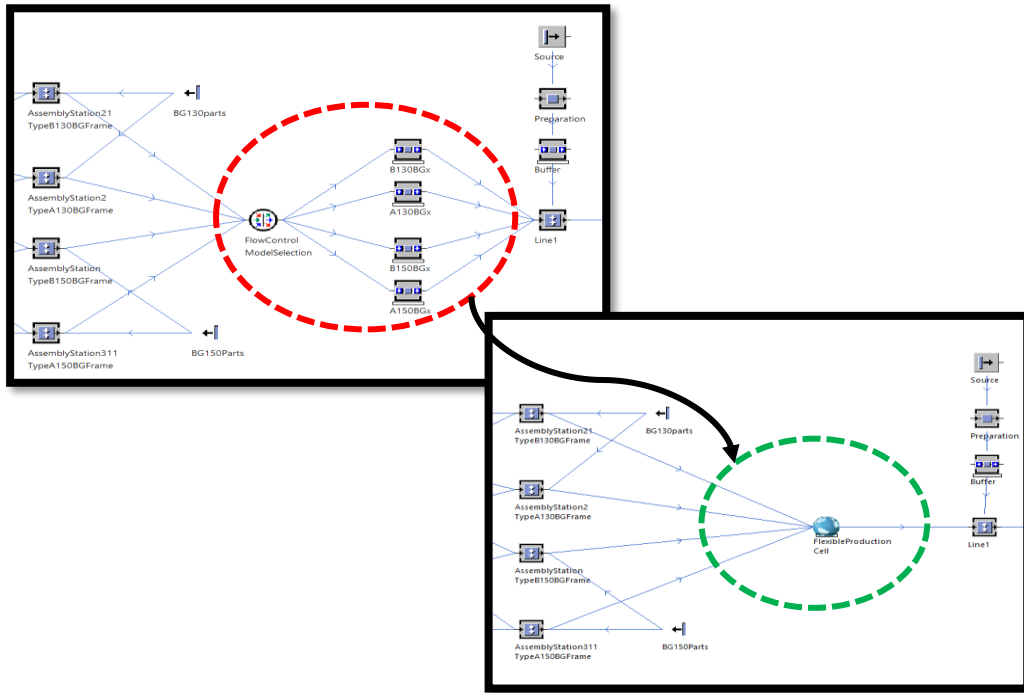 Source
AssemblyStation21
TypeB130BGFrame
BG130parts
Preparation
B130BGx
Buffer
AssemblyStation2
TypeA130BGFrame
A130BGx
FlowControl
ModelSelection
Line1
AssemblyStation
TypeB150BGFrame
B150BGx
A150BGx
AssemblyStation311
TypeA150BGFrame
BG150Parts
Source
AssemblyStation21
TypeB130BGFrame
BG130parts
Preparation
Buffer
AssemblyStation2
TypeA130BGFrame
FlexibleProduction
Cell
Line1
AssemblyStation
TypeB150BGFrame
AssemblyStation311
TypeA150BGFrame
BG150Parts